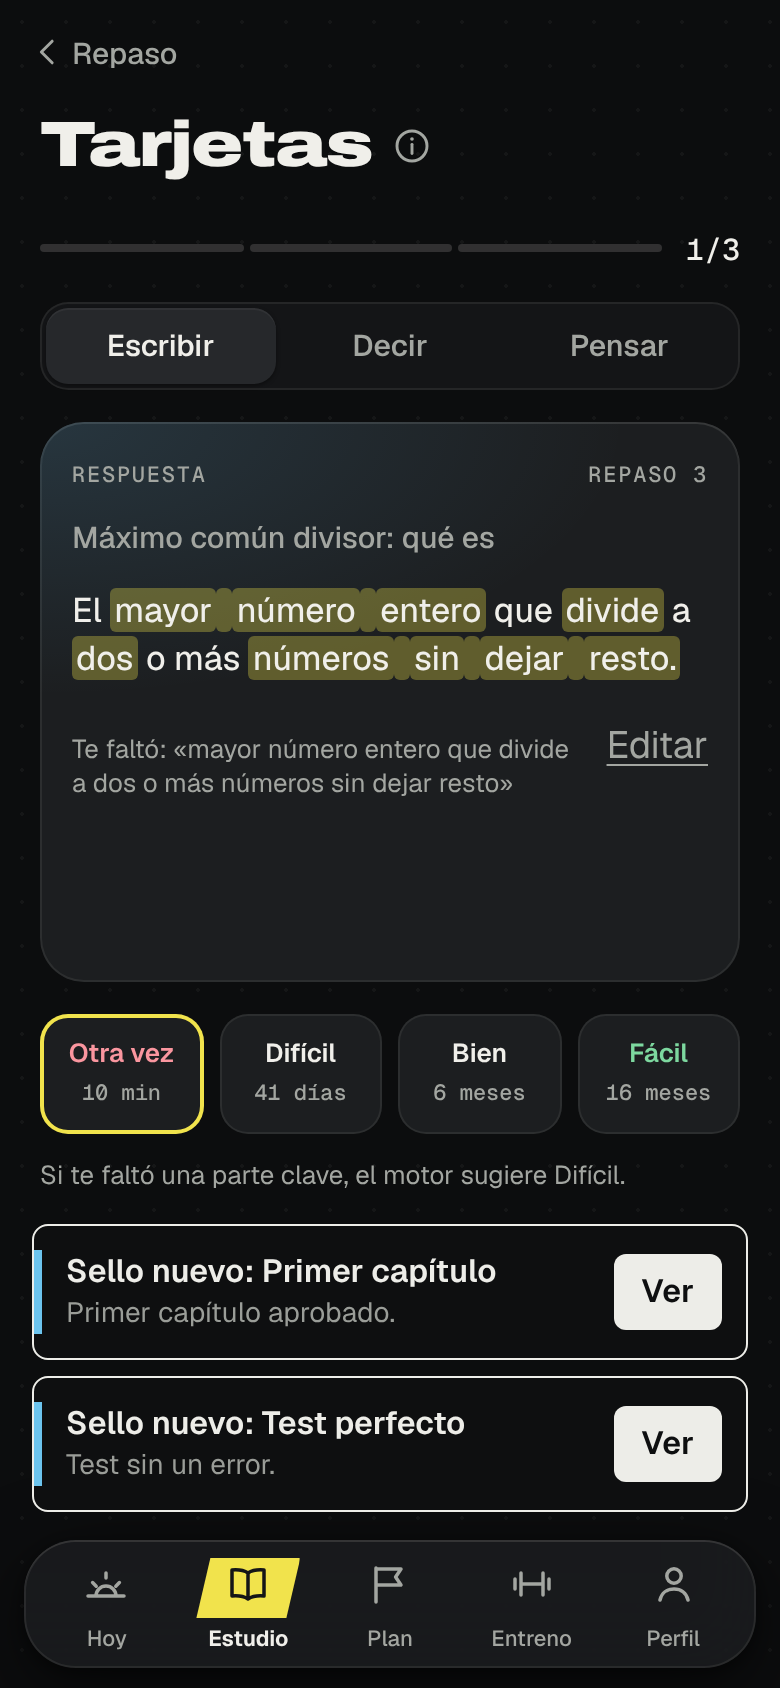 Repaso
Tarjetas
1/3
Escribir Decir Pensar
RESPUESTA REPASO 3
Máximo común divisor: qué es
El mayor número entero que divide a
dos o más números sin dejar resto.
Te faltó: «mayor número entero que divide
a dos o más números sin dejar resto»
Editar
Otra vez Difícil Bien Fácil
10 min 41 días 6 meses 16 meses
Si te faltó una parte clave, el motor sugiere Difícil.
Sello nuevo: Primer capítulo
Primer capítulo aprobado.
Ver
Sello nuevo: Test perfecto
Test sin un error.
Ver
Hoy Estudio Plan Entreno Perfil